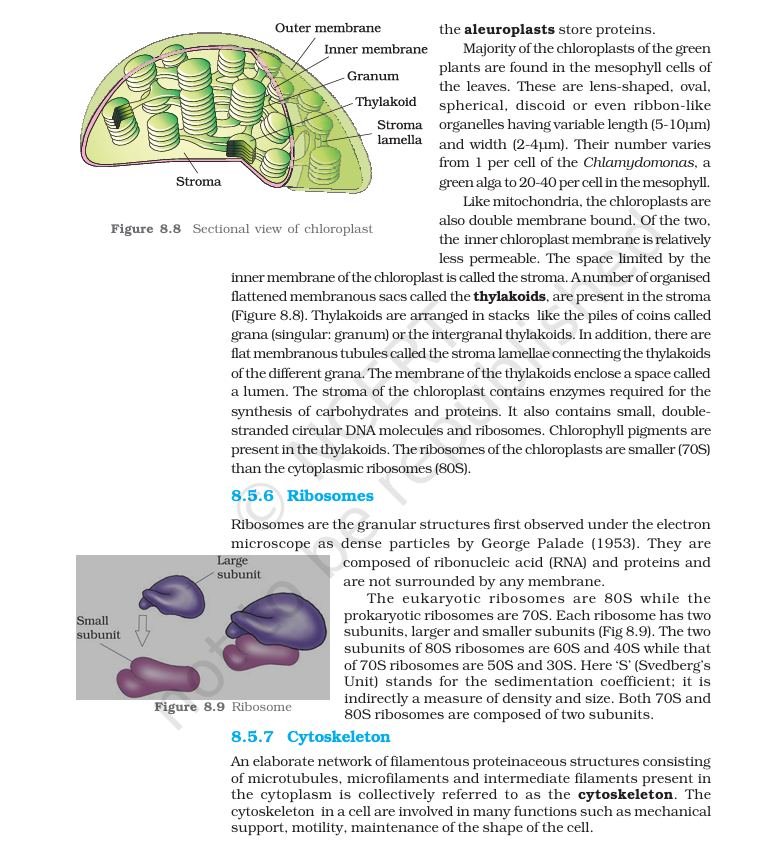 Outer membrane
Inner membrane
Granum
Thylakoid
Stroma
lamella
Stroma
Figure 8.8 Sectional view of chloroplast
the aleuroplasts store proteins.
Majority of the chloroplasts of the green
plants are found in the mesophyll cells of
the leaves. These are lens-shaped, oval,
spherical, discoid or even ribbon-like
organelles having variable length (5-10μm)
and width (2-4μm). Their number varies
from 1 per cell of the Chlamydomonas, a
green alga to 20-40 per cell in the mesophyll.
Like mitochondria, the chloroplasts are
also double membrane bound. Of the two,
the inner chloroplast membrane is relatively
less permeable. The space limited by the
inner membrane of the chloroplast is called the stroma. A number of organised
flattened membranous sacs called the thylakoids, are present in the stroma
(Figure 8.8). Thylakoids are arranged in stacks like the piles of coins called
grana (singular: granum) or the intergranal thylakoids. In addition, there are
flat membranous tubules called the stroma lamellae connecting the thylakoids
of the different grana. The membrane of the thylakoids enclose a space called
a lumen. The stroma of the chloroplast contains enzymes required for the
synthesis of carbohydrates and proteins. It also contains small, double-
stranded circular DNA molecules and ribosomes. Chlorophyll pigments are
present in the thylakoids. The ribosomes of the chloroplasts are smaller (70S)
than the cytoplasmic ribosomes (80S).
8.5.6 Ribosomes
Ribosomes are the granular structures first observed under the electron
microscope as dense particles by George Palade (1953). They are
composed of ribonucleic acid (RNA) and proteins and
are not surrounded by any membrane.
The eukaryotic ribosomes are 80S while the
prokaryotic ribosomes are 70S. Each ribosome has two
subunits, larger and smaller subunits (Fig 8.9). The two
subunits of 80S ribosomes are 60S and 40S while that
of 70S ribosomes are 50S and 30S. Here 'S' (Svedberg's
Unit) stands for the sedimentation coefficient; it is
indirectly a measure of density and size. Both 70S and
80S ribosomes are composed of two subunits.
Large
subunit
Small
subunit
Figure 8.9 Ribosome
8.5.7 Cytoskeleton
An elaborate network of filamentous proteinaceous structures consisting
of microtubules, microfilaments and intermediate filaments present in
the cytoplasm is collectively referred to as the cytoskeleton. The
cytoskeleton in a cell are involved in many functions such as mechanical
support, motility, maintenance of the shape of the cell.
© NCERT
not to be republished